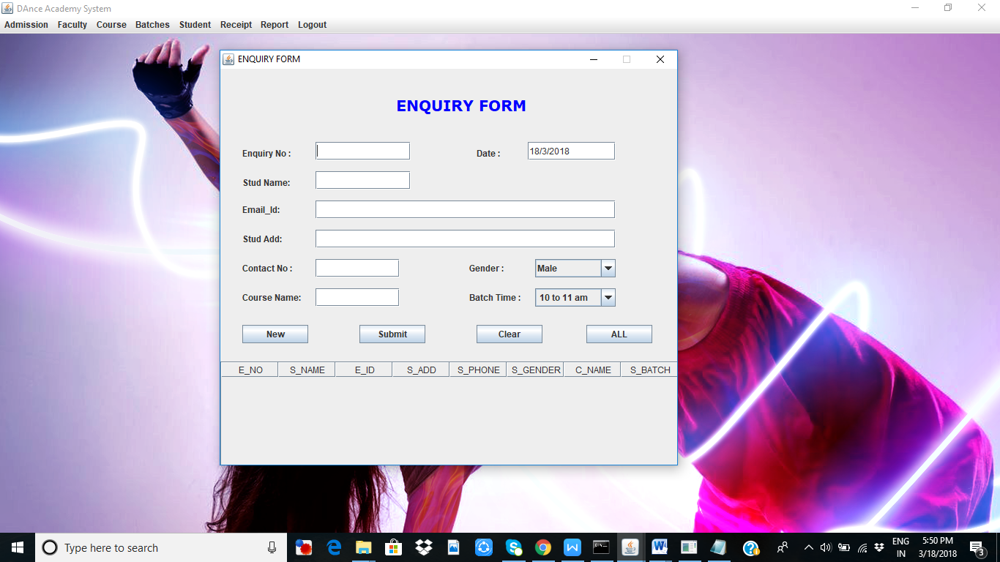 DAnce Academy System
Admission Faculty Course Batches Student Receipt Report Logout
ENQUIRY FORM
ENQUIRY FORM
Enquiry No : Date : 18/3/2018
Stud Name:
Email_Id:
Stud Add:
Contact No : Gender : Male
Course Name: Batch Time : 10 to 11 am
New Submit Clear ALL
E_NO S_NAME E_ID S_ADD S_PHONE S_GENDER C_NAME S_BATCH
Type here to search
ENG 5:50 PM
IN 3/18/2018 3